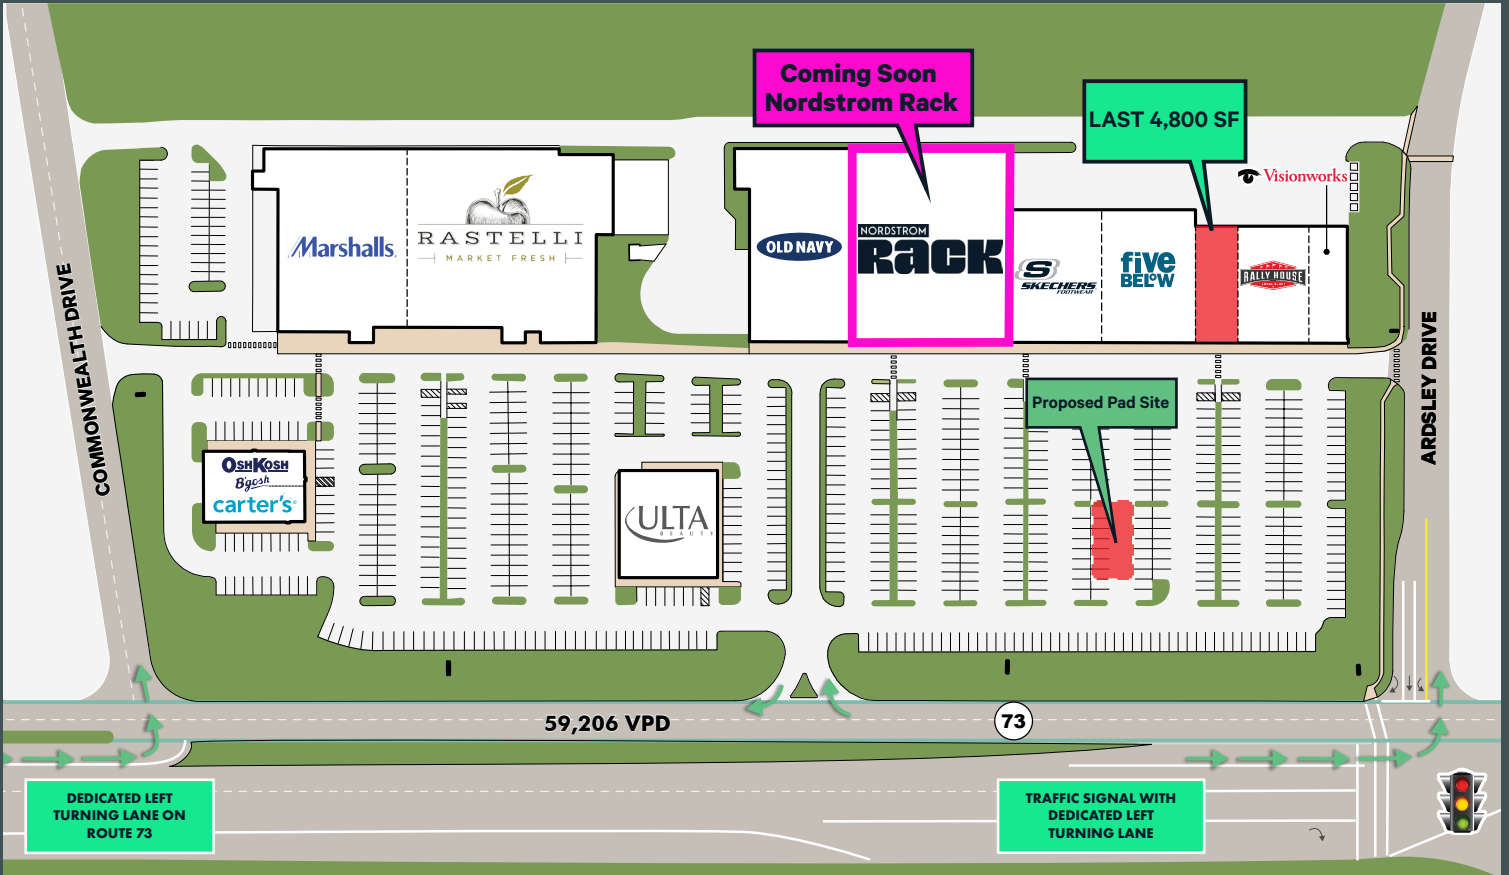 Coming Soon
Nordstrom Rack
LAST 4,800 SF
Visionworks
Marshalls
RASTELLI
MARKET FRESH
OLD NAVY
NORDSTROM
RACK
SKECHERS
FOOTWEAR
five
BELOW
RALLY HOUSE
COMMONWEALTH DRIVE
ARDSLEY DRIVE
Proposed Pad Site
OSHKOSH
B'gosh
carter's
ULTA
BEAUTY
59,206 VPD
73
DEDICATED LEFT
TURNING LANE ON
ROUTE 73
TRAFFIC SIGNAL WITH
DEDICATED LEFT
TURNING LANE